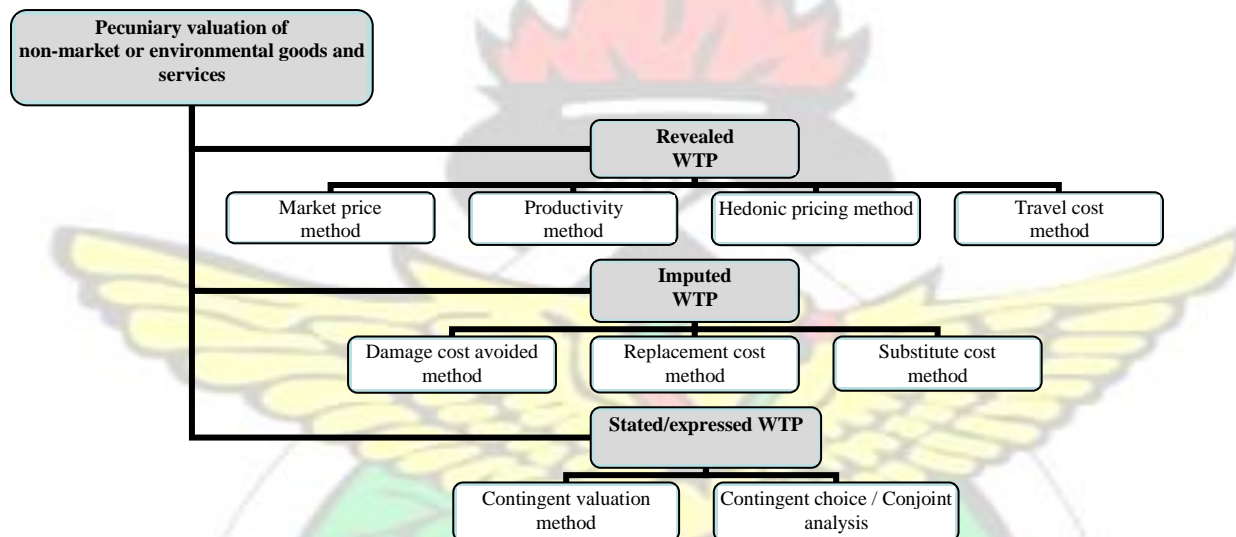 Pecuniary valuation of
non-market or environmental goods and
services
Revealed
WTP
Market price
method
Productivity
method
Hedonic pricing method
Travel cost
method
Imputed
WTP
Damage cost avoided
method
Replacement cost
method
Substitute cost
method
Stated/expressed WTP
Contingent valuation
method
Contingent choice / Conjoint
analysis